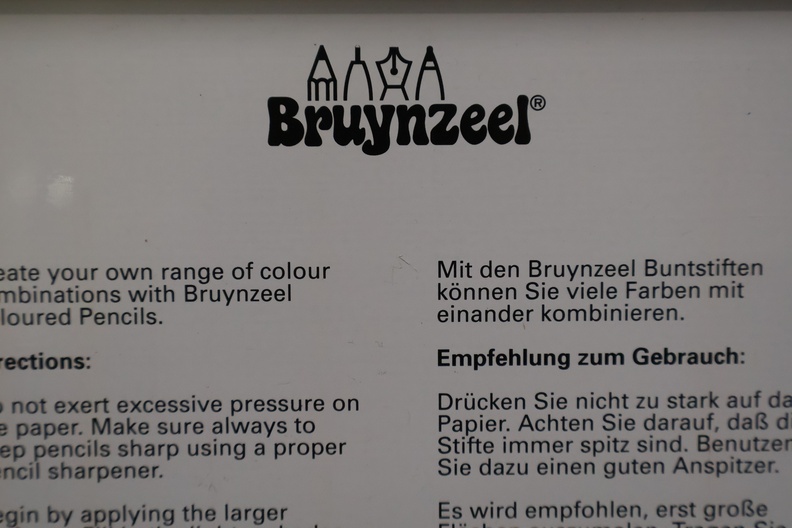 Bruynzeel®
eate your own range of colour
mbinations with Bruynzeel
loured Pencils.
rections:
o not exert excessive pressure on
e paper. Make sure always to
eep pencils sharp using a proper
encil sharpener.
egin by applying the larger
Mit den Bruynzeel Buntstiften
können Sie viele Farben mit
einander kombinieren.
Empfehlung zum Gebrauch:
Drücken Sie nicht zu stark auf da
Papier. Achten Sie darauf, daß di
Stifte immer spitz sind. Benutzen
Sie dazu einen guten Anspitzer.
Es wird empfohlen, erst große